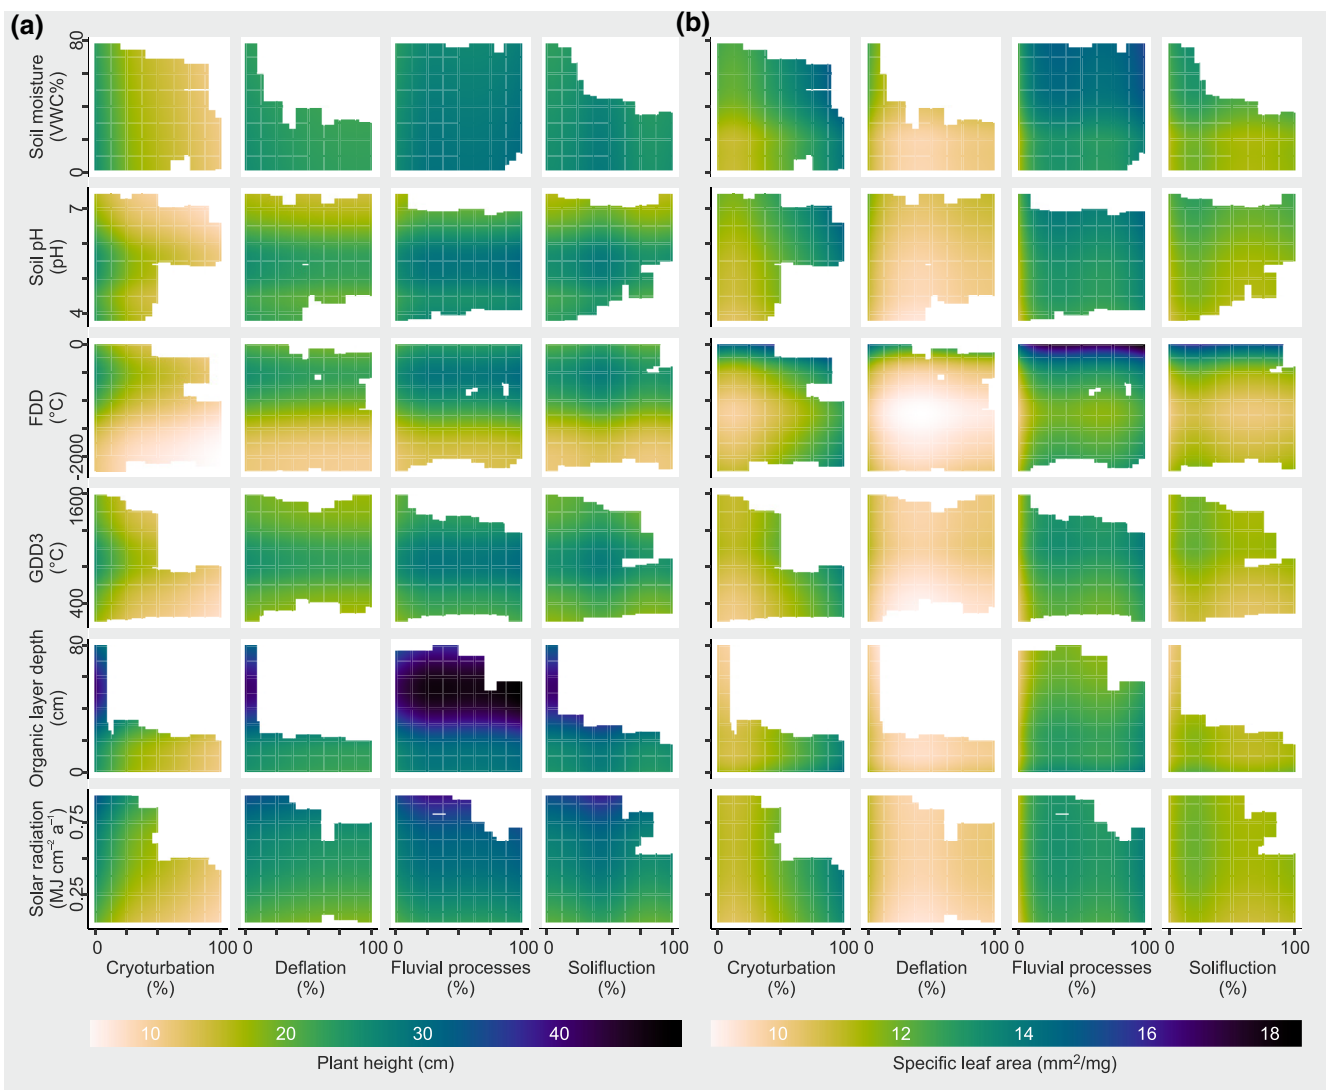 (a)
(b)
Soil moisture
(VWC%)
80
0
Soil pH
(pH)
7
4
FDD
(°C)
0
-2000
GDD3
(°C)
1600
400
Organic layer depth
(cm)
80
0
Solar radiation
(MJ cm⁻² a⁻¹)
0.75
0.25
0 100 0 100 0 100 0 100 0 100 0 100 0 100 0 100
Cryoturbation Deflation Fluvial processes Solifluction Cryoturbation Deflation Fluvial processes Solifluction
(%) (%) (%) (%) (%) (%) (%) (%)
10 20 30 40 10 12 14 16 18
Plant height (cm) Specific leaf area (mm²/mg)